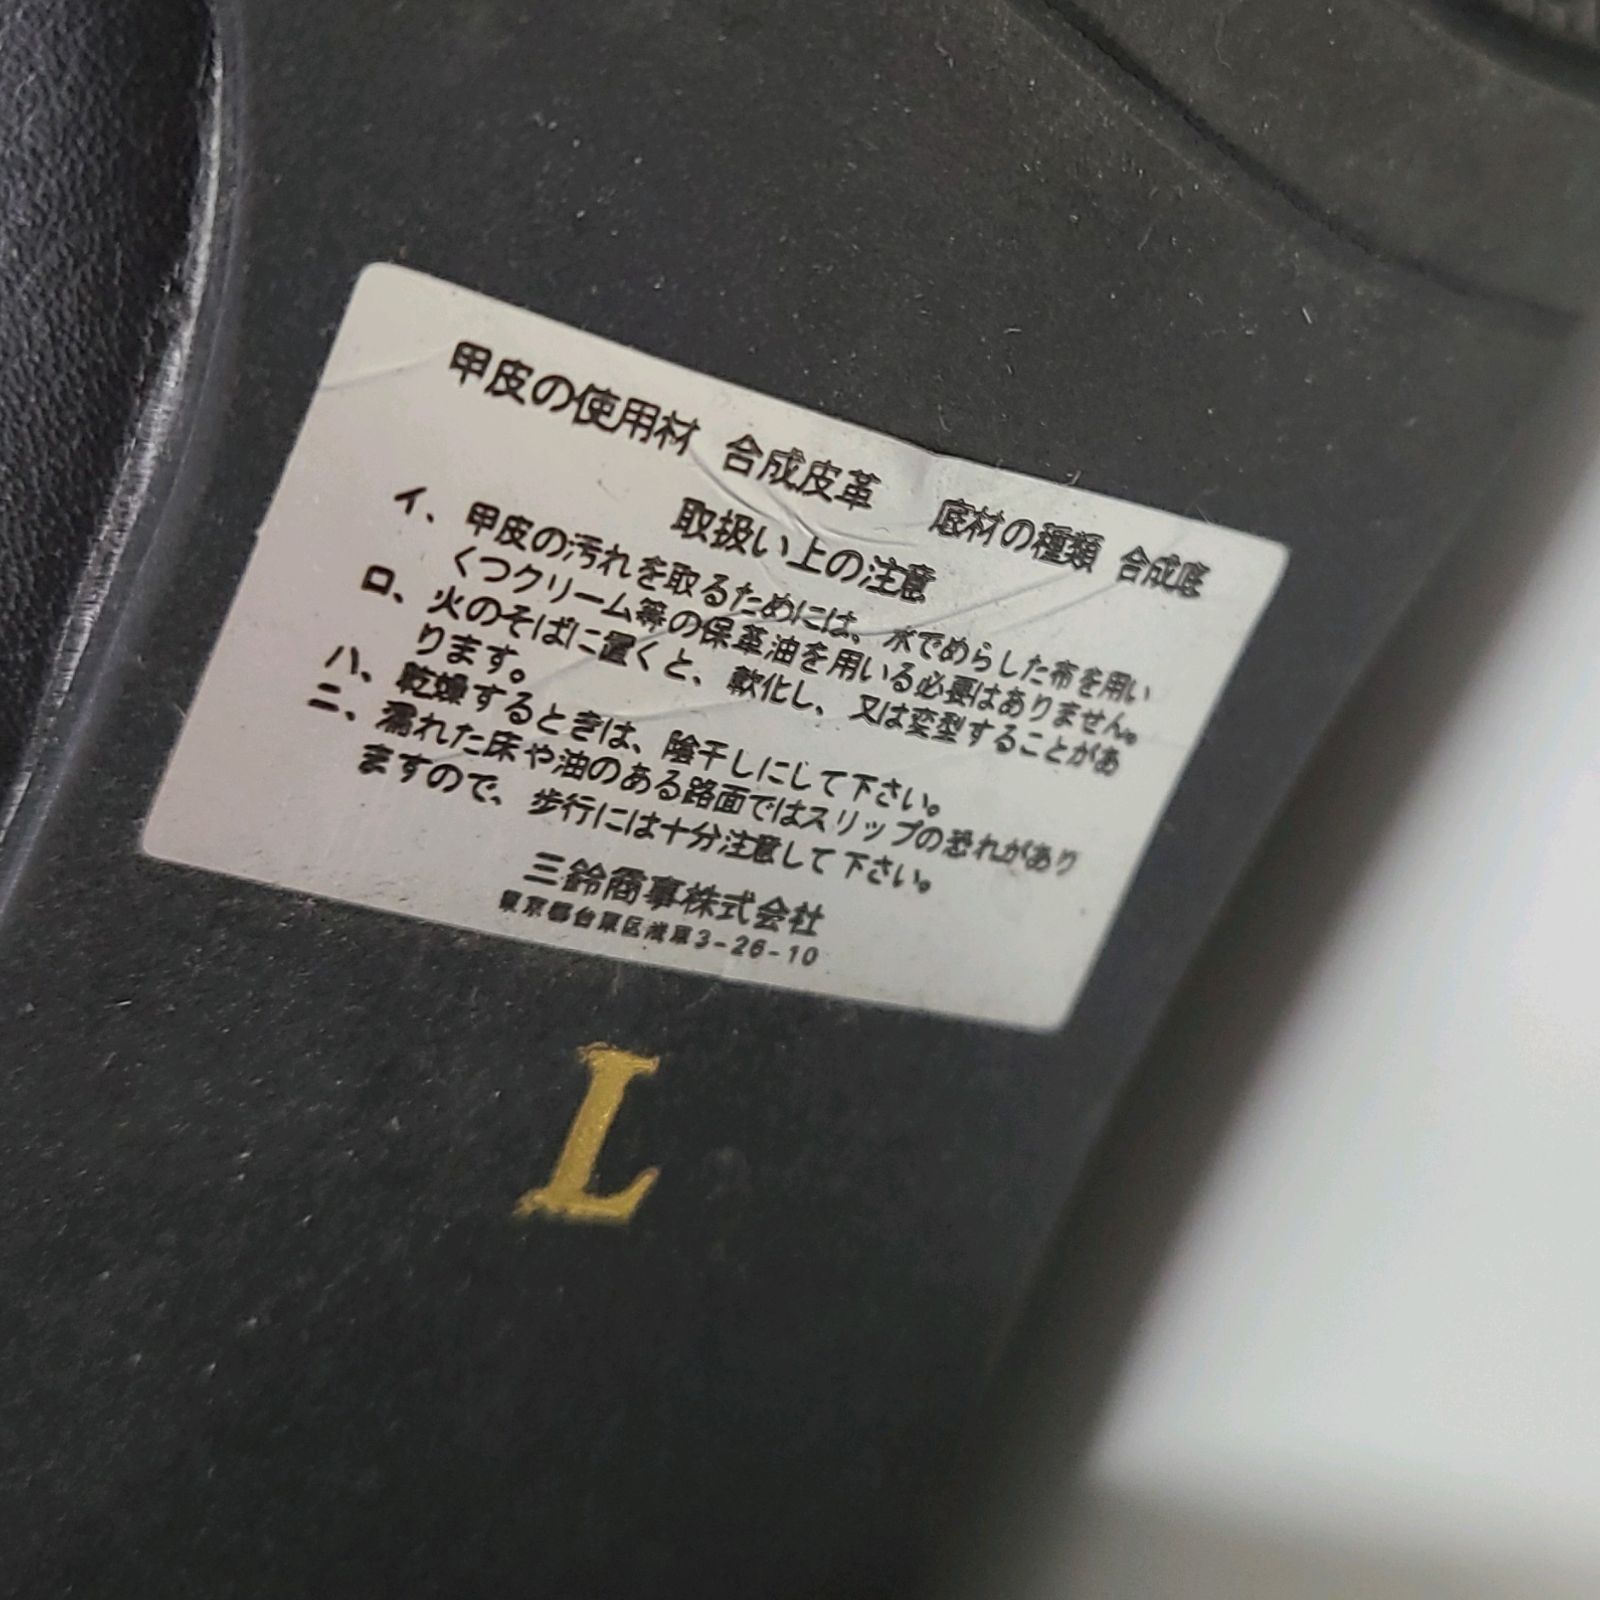 甲皮の使用材 合成皮革 底材の種類 合成底
取扱い上の注意
イ、甲皮の汚れを取るためには、水でめらした布を用い
くつクリーム等の保革油を用いる必要はありません。
ロ、火のそばに置くと、軟化し、又は変型することがあ
ります。
ハ、乾燥するときは、陰干しにして下さい。
ニ、濡れた床や油のある路面ではスリップの恐れがあり
ますので、歩行には十分注意して下さい。
三鈴商事株式会社
東京都台東区浅草3-26-10
L